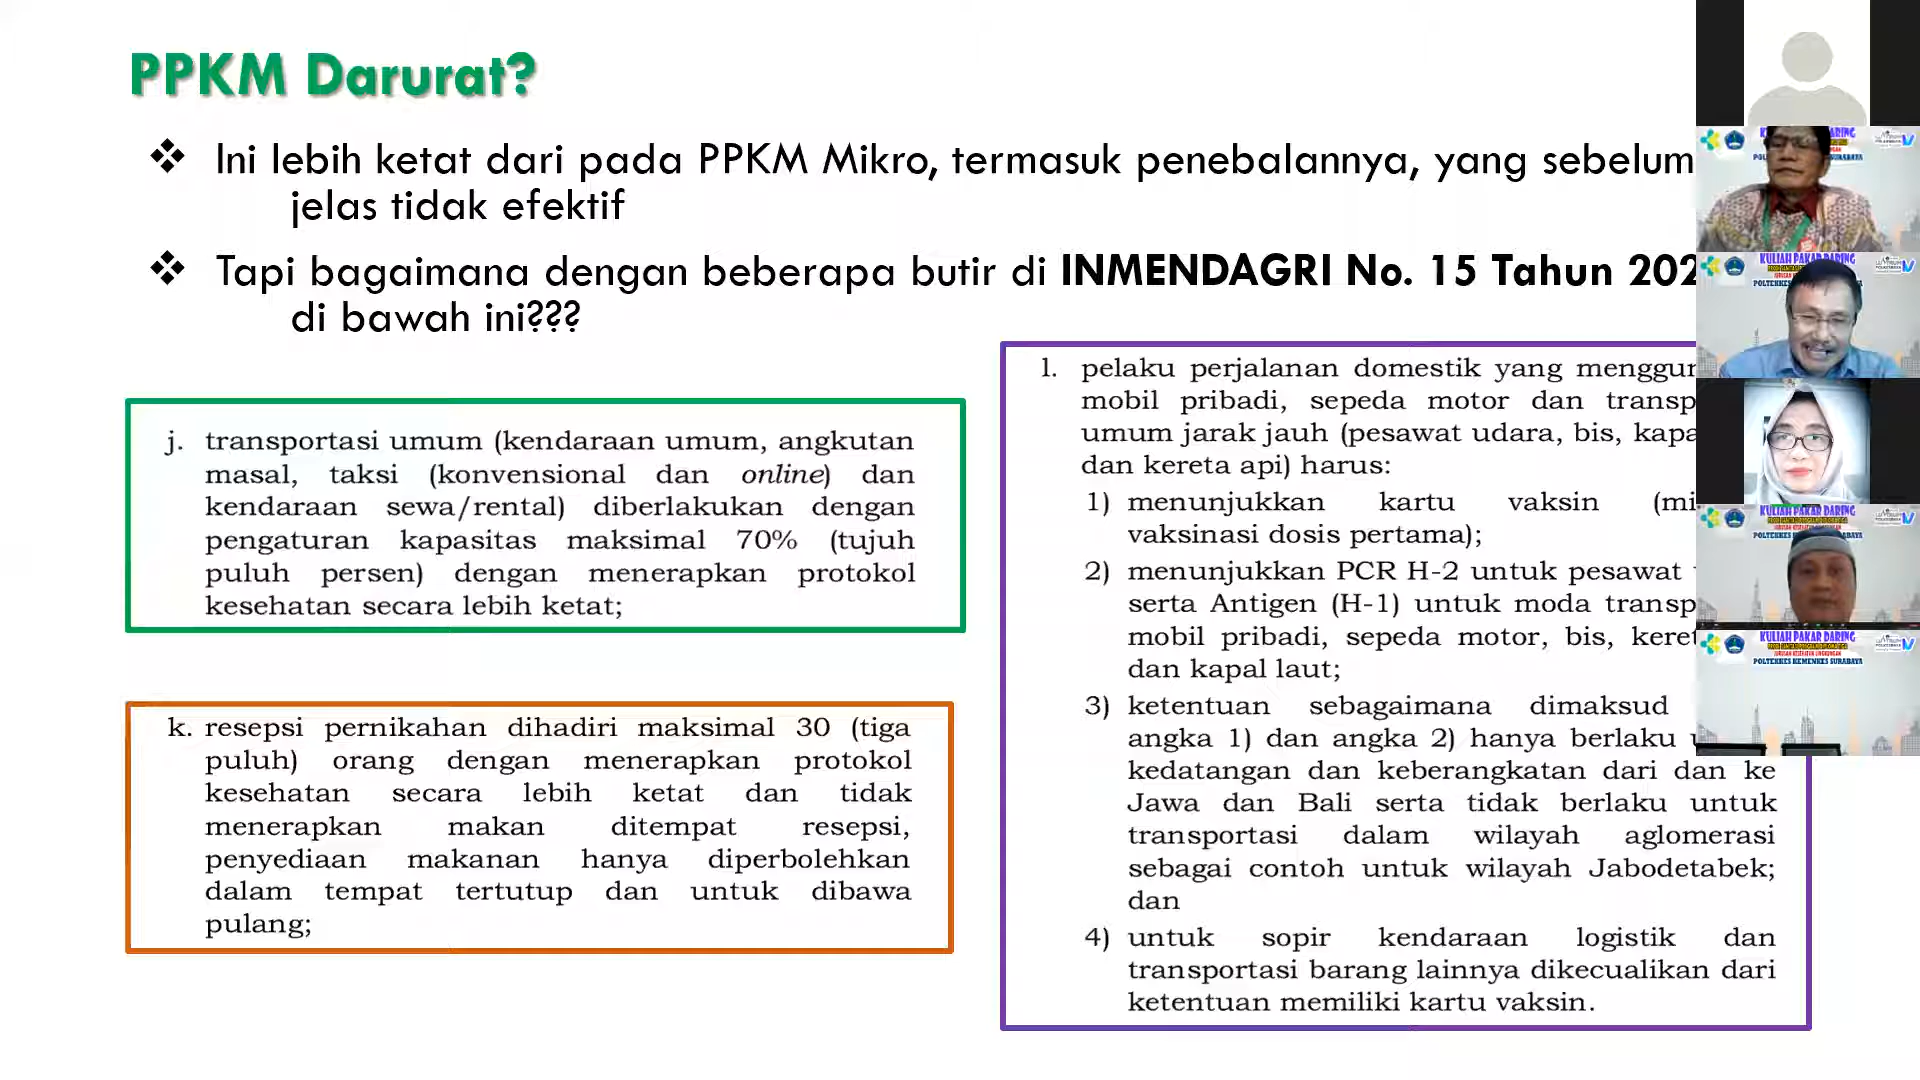 PPKM Darurat?
❖ Ini lebih ketat dari pada PPKM Mikro, termasuk penebalannya, yang sebelum
jelas tidak efektif
❖ Tapi bagaimana dengan beberapa butir di INMENDAGRI No. 15 Tahun 202
di bawah ini???
j. transportasi umum (kendaraan umum, angkutan
masal, taksi (konvensional dan online) dan
kendaraan sewa/rental) diberlakukan dengan
pengaturan kapasitas maksimal 70% (tujuh
puluh persen) dengan menerapkan protokol
kesehatan secara lebih ketat;
k. resepsi pernikahan dihadiri maksimal 30 (tiga
puluh) orang dengan menerapkan protokol
kesehatan secara lebih ketat dan tidak
menerapkan makan ditempat resepsi,
penyediaan makanan hanya diperbolehkan
dalam tempat tertutup dan untuk dibawa
pulang;
l. pelaku perjalanan domestik yang
mobil pribadi, sepeda motor dan
umum jarak jauh (pesawat udara, bis,
dan kereta api) harus:
1) menunjukkan kartu vaksin
vaksinasi dosis pertama);
2) menunjukkan PCR H-2 untuk pesawat
serta Antigen (H-1) untuk moda
mobil pribadi, sepeda motor, bis,
dan kapal laut;
3) ketentuan sebagaimana dimaksud
angka 1) dan angka 2) hanya berlaku
kedatangan dan keberangkatan dari dan ke
Jawa dan Bali serta tidak berlaku untuk
transportasi dalam wilayah aglomerasi
sebagai contoh untuk wilayah Jabodetabek;
dan
4) untuk sopir kendaraan logistik dan
transportasi barang lainnya dikecualikan dari
ketentuan memiliki kartu vaksin.
KULIAH PAKAR DARING
KULIAH PAKAR DARING
POLTEKKES KEMENKES SURABAYA